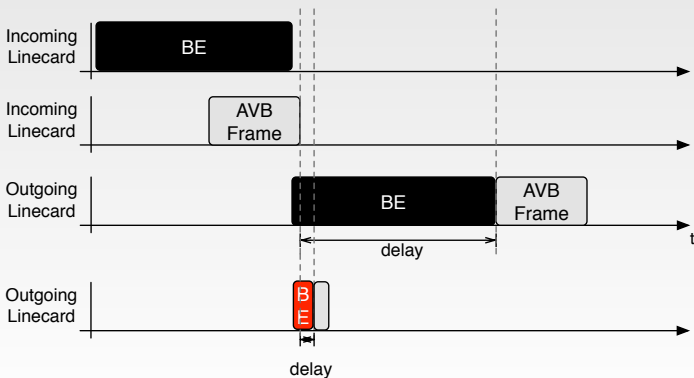 Incoming
Linecard
BE
Incoming
Linecard
AVB
Frame
Outgoing
Linecard
BE
AVB
Frame
t
delay
Outgoing
Linecard
B
E
delay